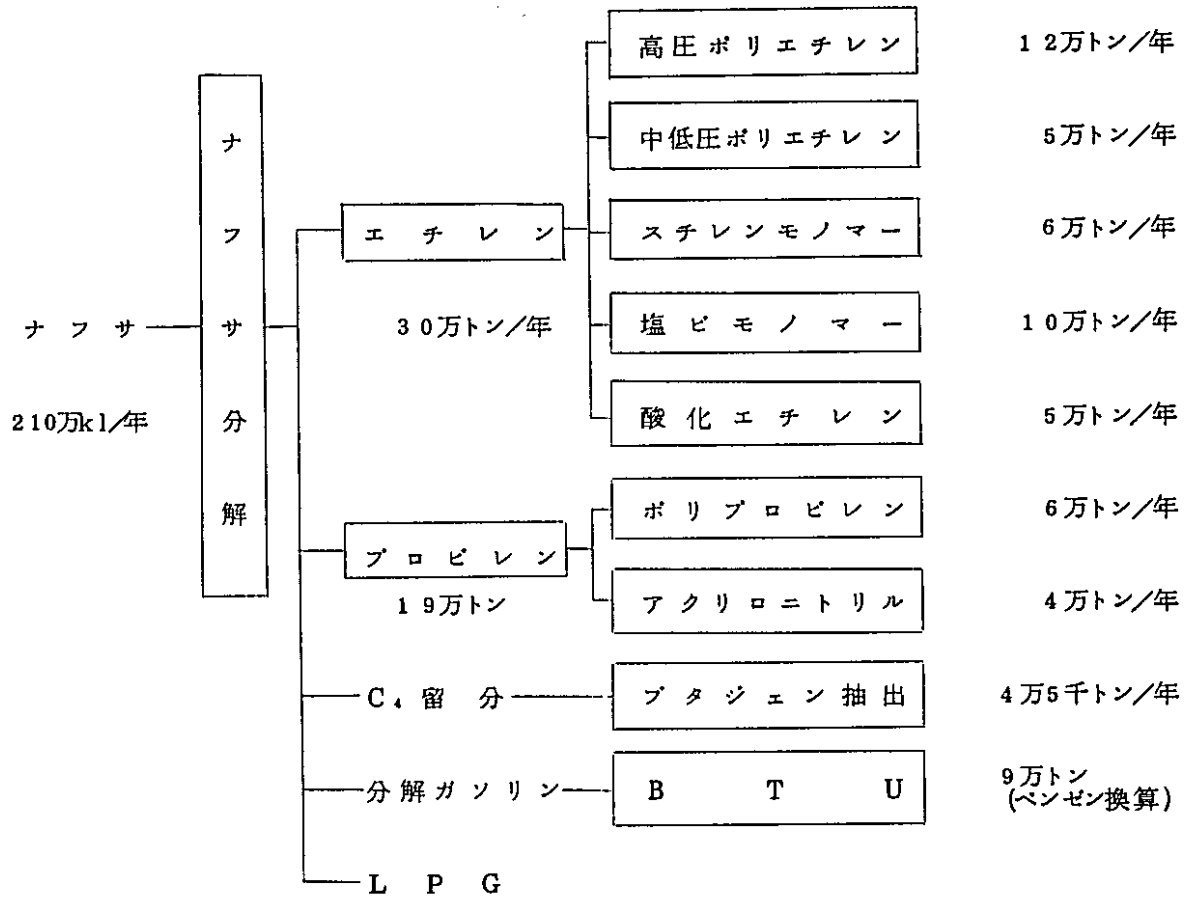 高圧ポリエチレン 12万トン/年
中低圧ポリエチレン 5万トン/年
エチレン スチレンモノマー 6万トン/年
30万トン/年 塩ビモノマー 10万トン/年
ナフサ ナフサ分解
210万kl/年
酸化エチレン 5万トン/年
ポリプロピレン 6万トン/年
プロピレン
19万トン アクリロニトリル 4万トン/年
C₄留分 ブタジェン抽出 4万5千トン/年
分解ガソリン BTU 9万トン
(ベンゼン換算)
LPG